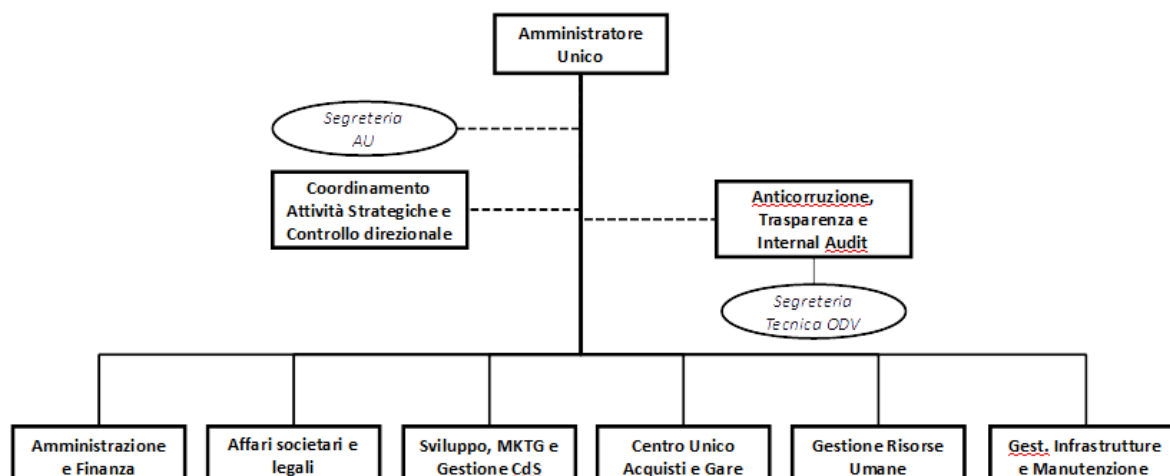 Amministratore
Unico
Segreteria
AU
Coordinamento
Attività Strategiche e
Controllo direzionale
Anticorruzione,
Trasparenza e
Internal Audit
Segreteria
Tecnica ODV
Amministrazione
e Finanza
Affari societari e
legali
Sviluppo, MKTG e
Gestione CdS
Centro Unico
Acquisti e Gare
Gestione Risorse
Umane
Gest. Infrastrutture
e Manutenzione